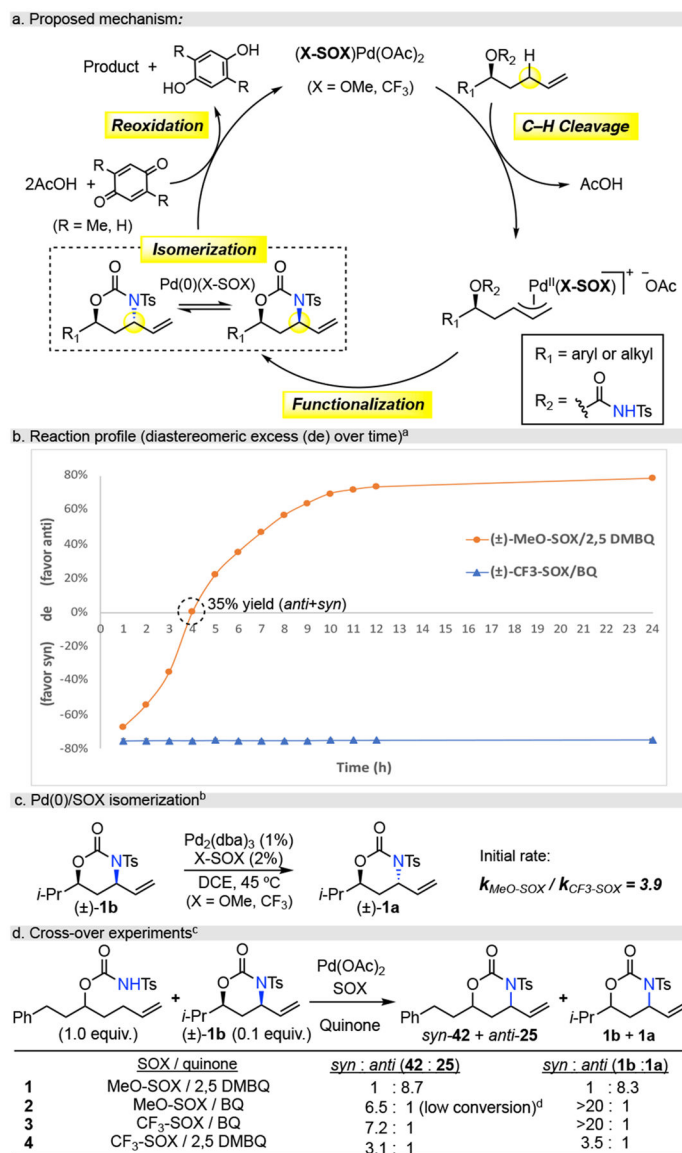 a. Proposed mechanism:
Product +
OH
HO
R
R
(X-SOX)Pd(OAc)2
(X = OMe, CF3)
OR2 H
R1
Reoxidation
C–H Cleavage
2AcOH +
R
O
O
R
(R = Me, H)
AcOH
Isomerization
O
O NTs
R1
Pd(0)(X-SOX)
O
O NTs
R1
OR2
R1
PdII(X-SOX) + −OAc
Functionalization
R1 = aryl or alkyl
R2 = O
NHTs
b. Reaction profile (diastereomeric excess (de) over time)a
de (favor anti)
(favor syn)
80%
60%
40%
20%
0%
-20%
-40%
-60%
-80%
0 1 2 3 4 5 6 7 8 9 10 11 12 13 14 15 16 17 18 19 20 21 22 23 24
35% yield (anti+syn)
(±)-MeO-SOX/2,5 DMBQ
(±)-CF3-SOX/BQ
Time (h)
c. Pd(0)/SOX isomerizationb
O
O NTs
i-Pr
(±)-1b
Pd2(dba)3 (1%)
X-SOX (2%)
DCE, 45 ºC
(X = OMe, CF3)
O
O NTs
i-Pr
(±)-1a
Initial rate:
kMeO-SOX / kCF3-SOX = 3.9
d. Cross-over experimentsc
O
O NHTs
Ph
(1.0 equiv.)
+
O
O NTs
i-Pr
(±)-1b (0.1 equiv.)
Pd(OAc)2
SOX
Quinone
O
O NTs
Ph
syn-42 + anti-25
+
O
O NTs
i-Pr
1b + 1a
SOX / quinone syn : anti (42 : 25) syn : anti (1b :1a)
1 MeO-SOX / 2,5 DMBQ 1 : 8.7 1 : 8.3
2 MeO-SOX / BQ 6.5 : 1 (low conversion)d >20 : 1
3 CF3-SOX / BQ 7.2 : 1 >20 : 1
4 CF3-SOX / 2,5 DMBQ 3.1 : 1 3.5 : 1